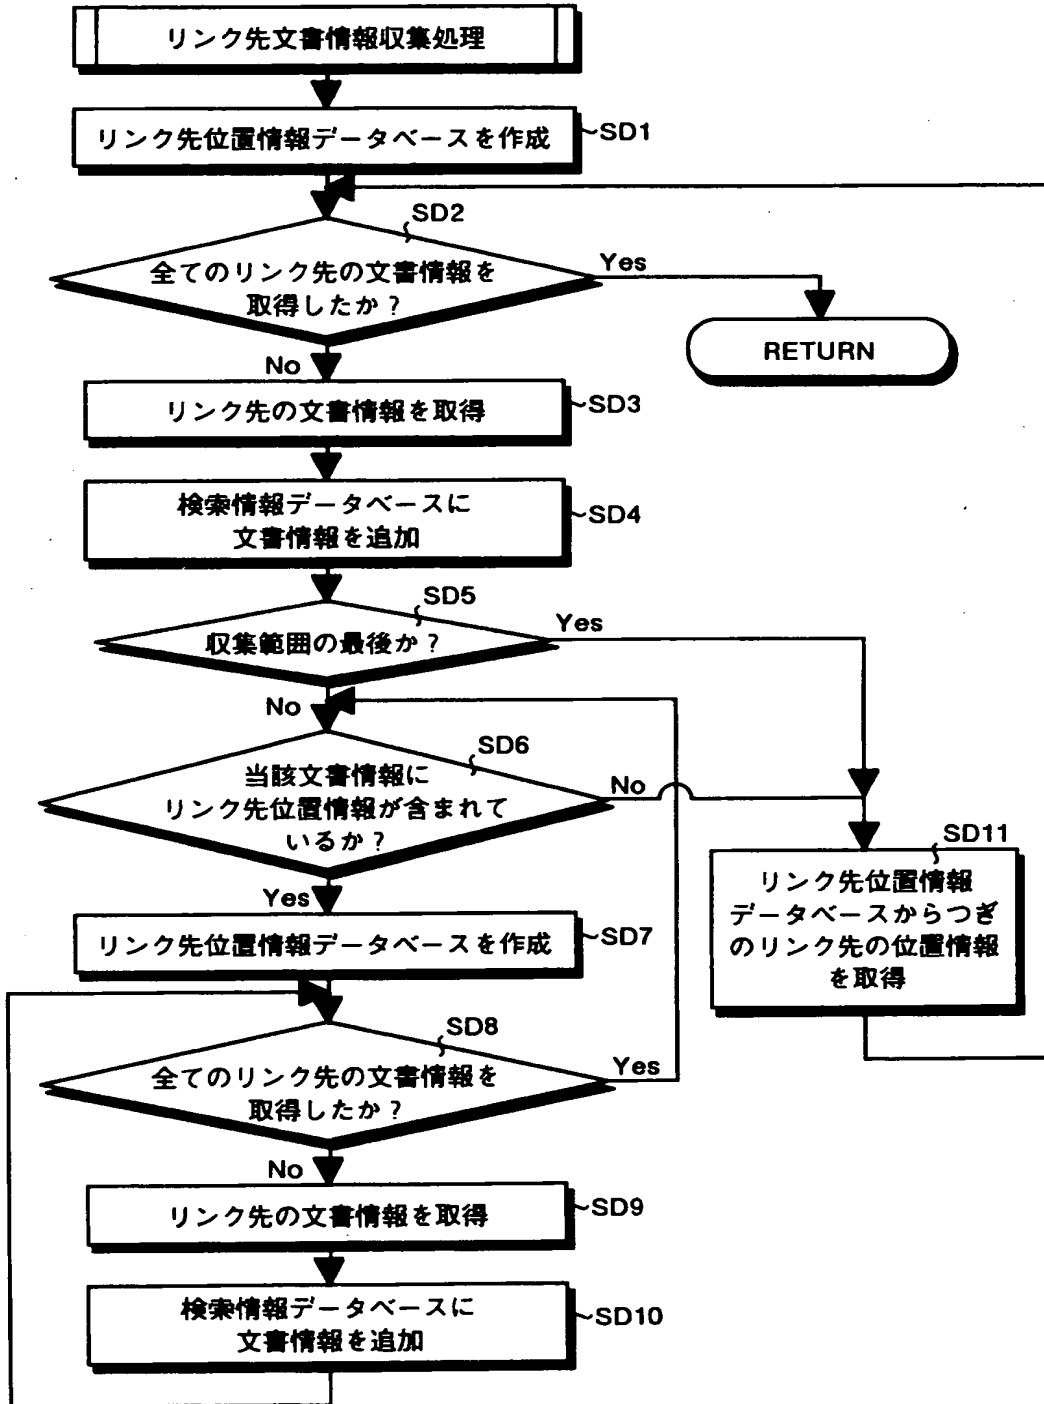 リンク先文書情報収集処理
リンク先位置情報データベースを作成
SD1
SD2
全てのリンク先の文書情報を
取得したか?
Yes
RETURN
No
リンク先の文書情報を取得
SD3
検索情報データベースに
文書情報を追加
SD4
SD5
収集範囲の最後か?
Yes
No
SD6
当該文書情報に
リンク先位置情報が含まれて
いるか?
No
Yes
SD11
リンク先位置情報
データベースからつぎ
のリンク先の位置情報
を取得
リンク先位置情報データベースを作成
SD7
SD8
全てのリンク先の文書情報を
取得したか?
Yes
No
リンク先の文書情報を取得
SD9
検索情報データベースに
文書情報を追加
SD10